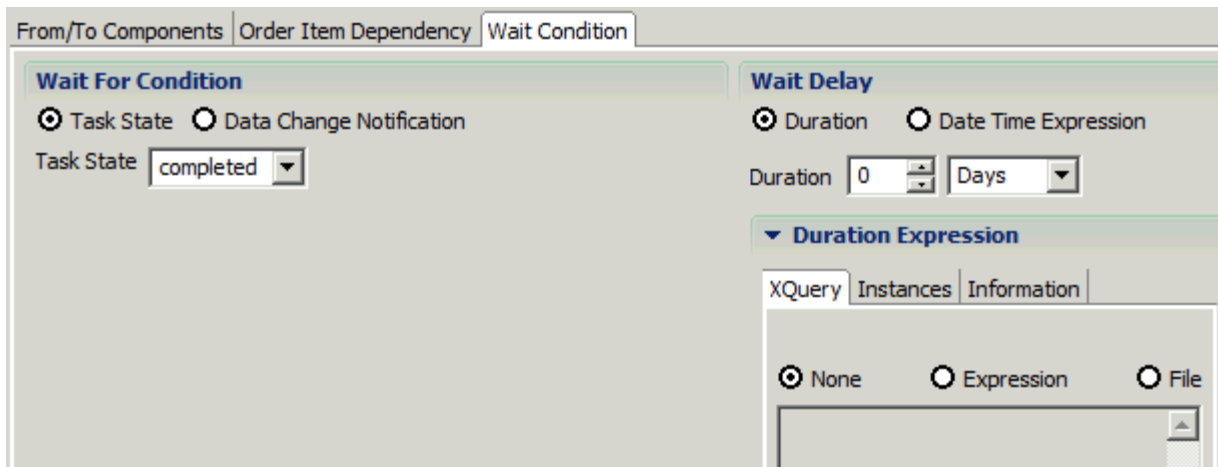 From/To Components Order Item Dependency Wait Condition
Wait For Condition
Task State Data Change Notification
Task State completed
Wait Delay
Duration Date Time Expression
Duration 0 Days
Duration Expression
XQuery Instances Information
None Expression File